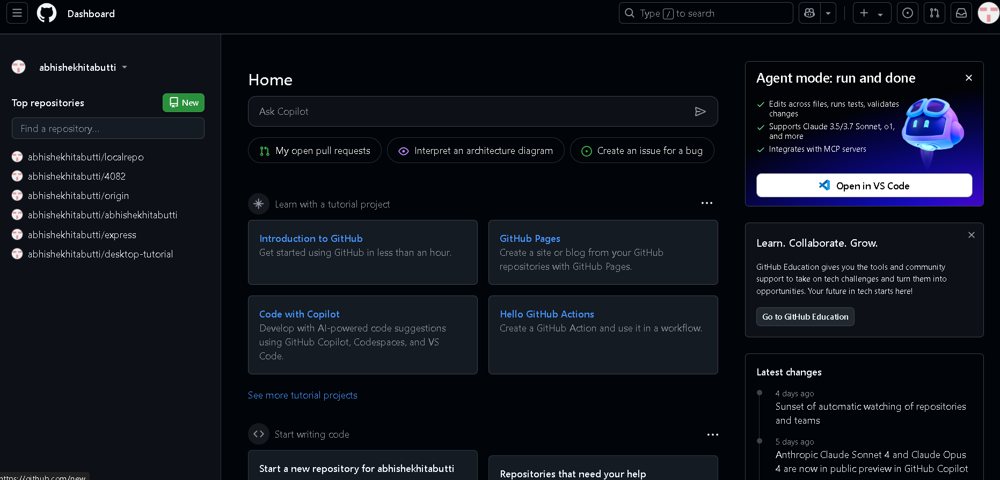 Dashboard
Type / to search
abhishekhitabutti
Top repositories
New
Find a repository...
abhishekhitabutti/localrepo
abhishekhitabutti/4082
abhishekhitabutti/origin
abhishekhitabutti/abhishekhitabutti
abhishekhitabutti/express
abhishekhitabutti/desktop-tutorial
Home
Ask Copilot
My open pull requests
Interpret an architecture diagram
Create an issue for a bug
Learn with a tutorial project
Introduction to GitHub
Get started using GitHub in less than an hour.
GitHub Pages
Create a site or blog from your GitHub
repositories with GitHub Pages.
Code with Copilot
Develop with AI-powered code suggestions
using GitHub Copilot, Codespaces, and VS
Code.
Hello GitHub Actions
Create a GitHub Action and use it in a workflow.
See more tutorial projects
Start writing code
Start a new repository for abhishekhitabutti
Repositories that need your help
Agent mode: run and done
Edits across files, runs tests, validates
changes
Supports Claude 3.5/3.7 Sonnet, o1,
and more
Integrates with MCP servers
Open in VS Code
Learn. Collaborate. Grow.
GitHub Education gives you the tools and community
support to take on tech challenges and turn them into
opportunities. Your future in tech starts here!
Go to GitHub Education
Latest changes
4 days ago
Sunset of automatic watching of repositories
and teams
5 days ago
Anthropic Claude Sonnet 4 and Claude Opus
4 are now in public preview in GitHub Copilot
https://github.com/new